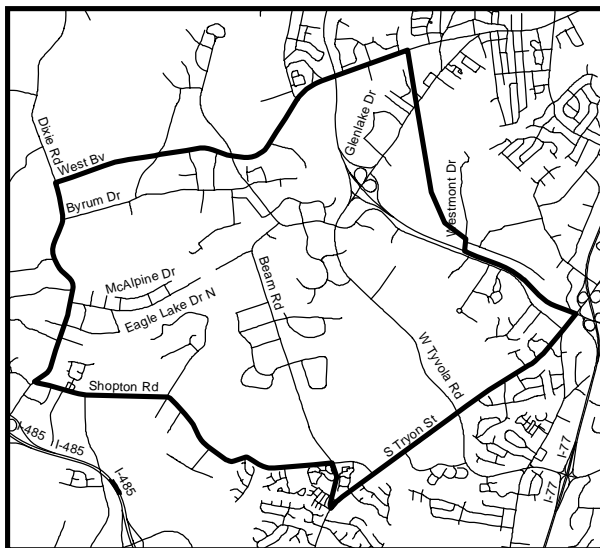 Dixie Rd
West Bv
Glenlake Dr
Westmont Dr
Byrum Dr
McAlpine Dr
Beam Rd
Eagle Lake Dr N
W Tyvola Rd
Shopton Rd
S Tryon St
I-485
I-485
I-485
I-77
I-77